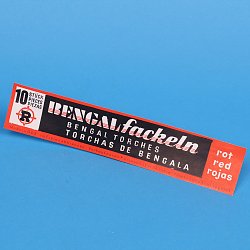 10 STÜCK
PIECES
PIEZAS
R
BENGALfackeln
BENGAL TORCHES
TORCHAS DE BENGALA
rot
red
rojas